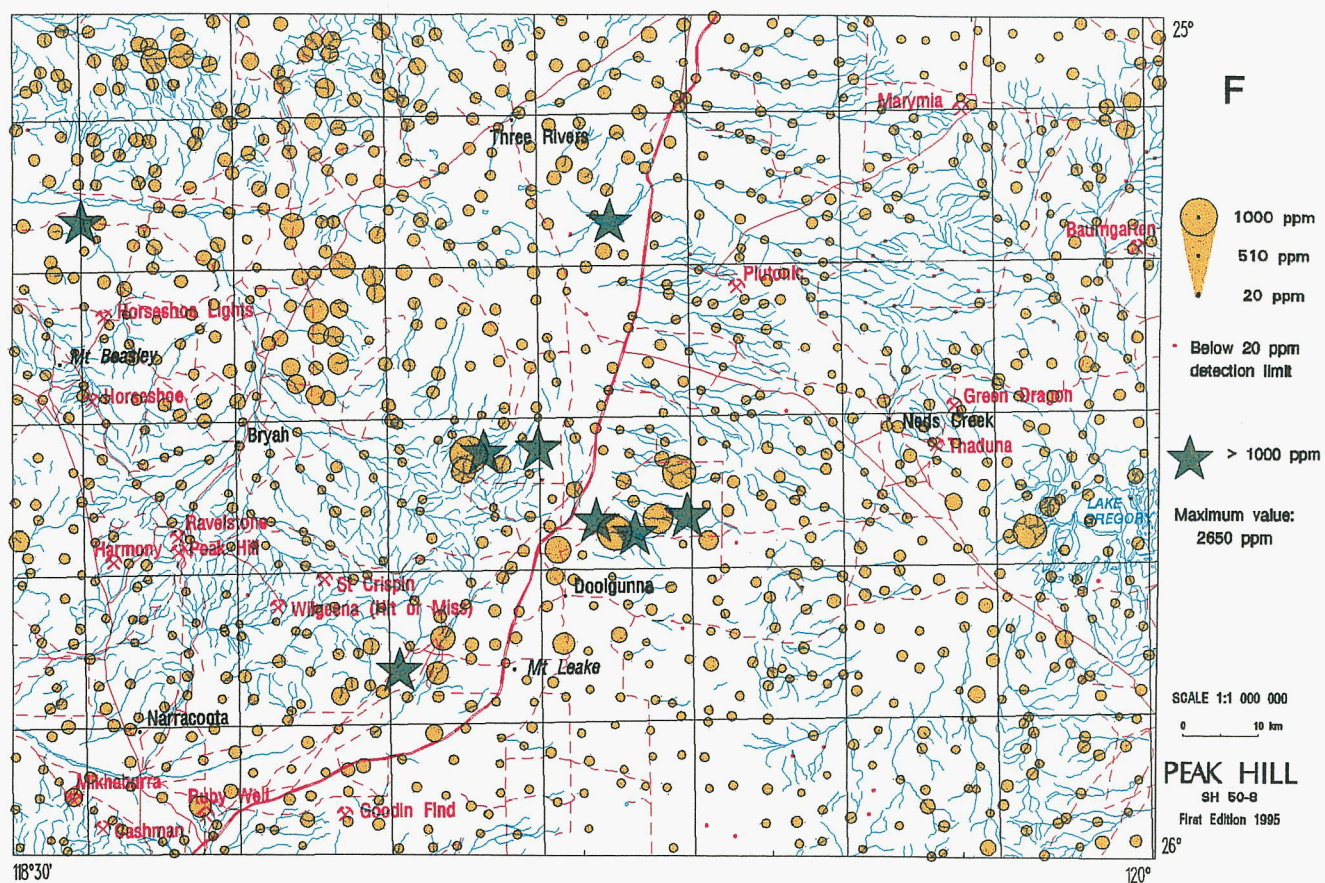 25°
F
Marymia
Three Rivers
1000 ppm
Baumgarten
510 ppm
Plutonic
20 ppm
Horseshoe Lights
Below 20 ppm
detection limit
Mt Beasley
Horseshoe
Green Dragon
Neds Creek
Bryah
Thaduna
> 1000 ppm
LAKE
GREGORY
Maximum value:
2650 ppm
Ravelstone
Harmony
Peak Hill
St Crispin
Doolgunna
Wilgeena (Hit or Miss)
Mt Leake
SCALE 1:1 000 000
0 10 km
Narracoota
PEAK HILL
SH 50-8
First Edition 1995
Mikhaburra
Ruby Well
Goodin Find
Cashman
26°
118°30'
120°